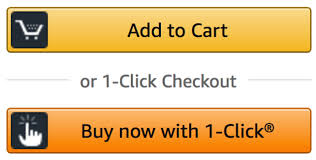 Add to Cart
or 1-Click Checkout
Buy now with 1-Click®